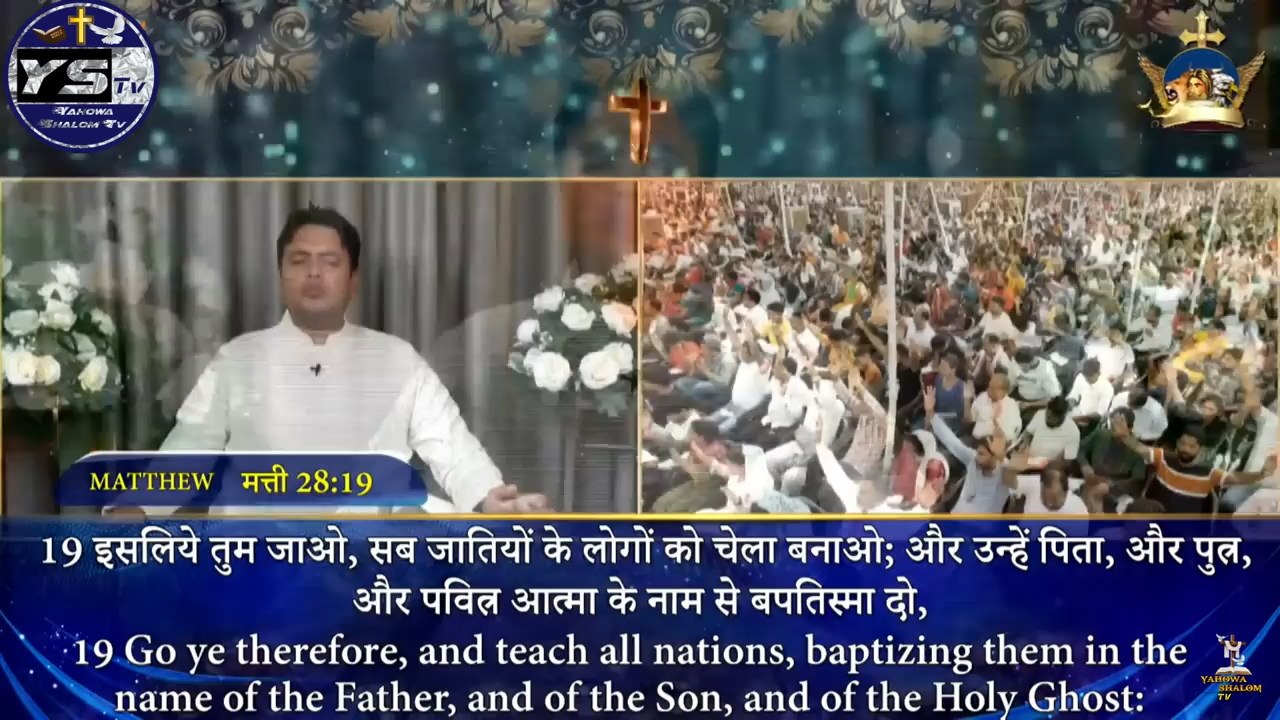 YS TV
YAHOWA
SHALOM TV
MATTHEW मत्ती 28:19
19 इसलिये तुम जाओ, सब जातियों के लोगों को चेला बनाओ; और उन्हें पिता, और पुत्र,
और पवित्र आत्मा के नाम से बपतिस्मा दो,
19 Go ye therefore, and teach all nations, baptizing them in the
name of the Father, and of the Son, and of the Holy Ghost:
YAHOWA
SHALOM
TV